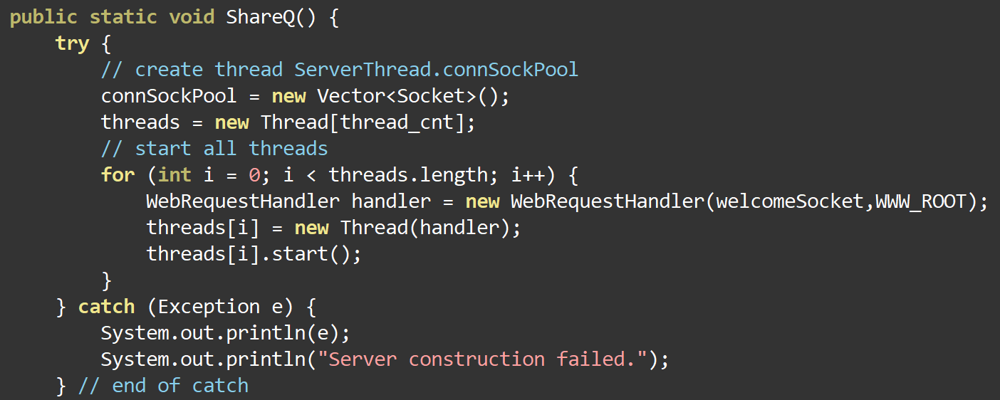 public static void ShareQ() {
    try {
        // create thread ServerThread.connSockPool
        connSockPool = new Vector<Socket>();
        threads = new Thread[thread_cnt];
        // start all threads
        for (int i = 0; i < threads.length; i++) {
            WebRequestHandler handler = new WebRequestHandler(welcomeSocket,WWW_ROOT);
            threads[i] = new Thread(handler);
            threads[i].start();
        }
    } catch (Exception e) {
        System.out.println(e);
        System.out.println("Server construction failed.");
    } // end of catch